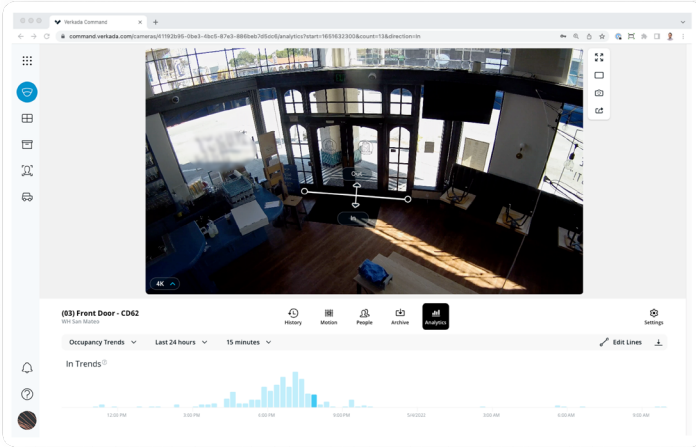 Verkada Command
command.verkada.com/cameras/41192b95-0be3-4bc5-87e3-866beb7d5dc6/analytics?start=1651632300&count=13&direction=In
Out
In
4K
(03) Front Door - CD62
WH San Mateo
History
Motion
People
Archive
Analytics
Settings
Occupancy Trends
Last 24 hours
15 minutes
Edit Lines
In Trends
12:00 PM
3:00 PM
6:00 PM
9:00 PM
5/4/2022
3:00 AM
6:00 AM
9:00 AM